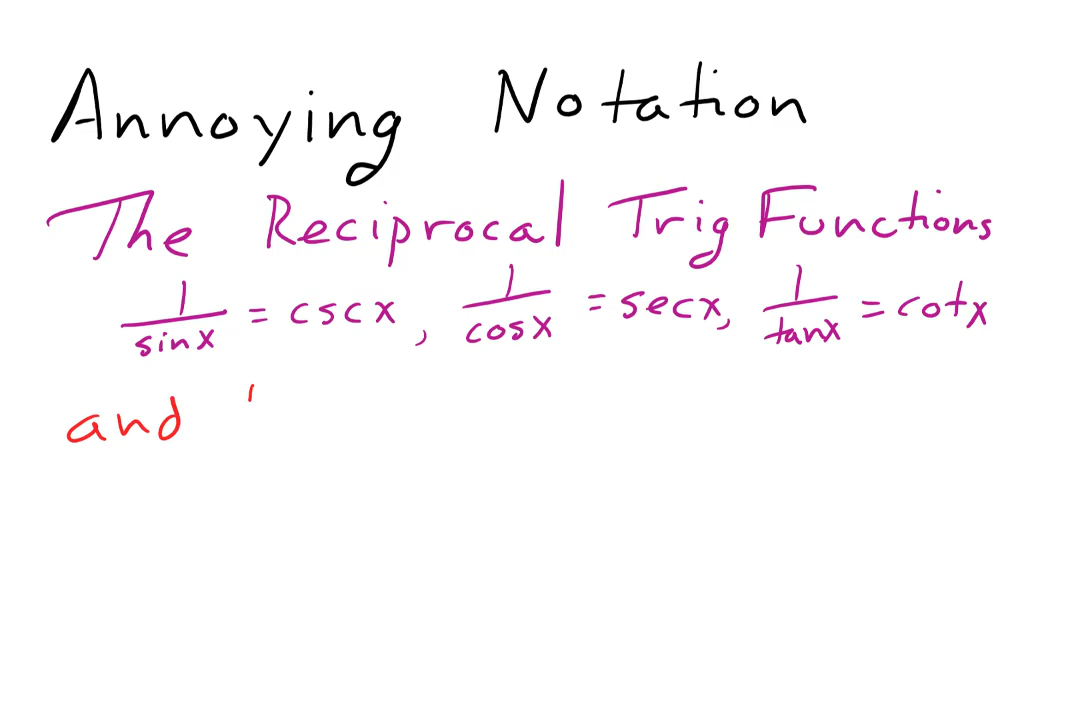 Annoying Notation
The Reciprocal Trig Functions
1/sinx = cscx, 1/cosx = secx, 1/tanx = cotx
and